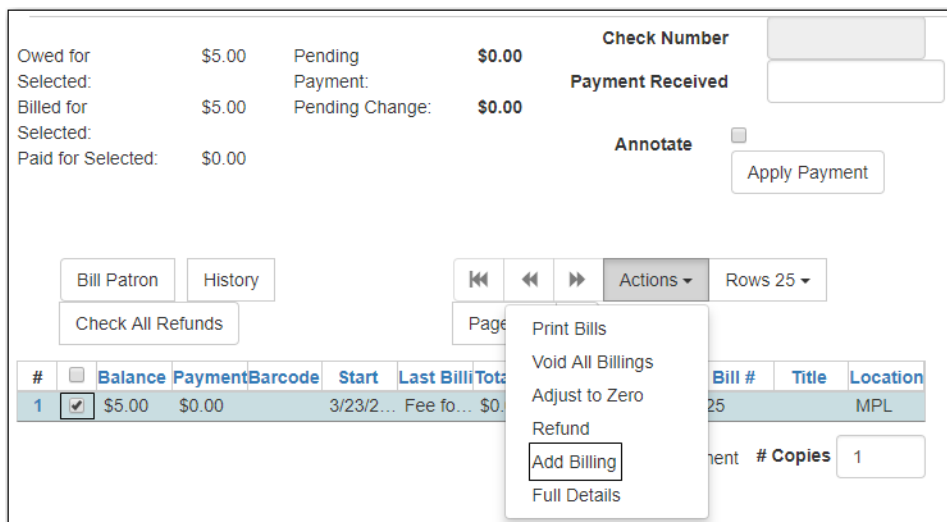 Check Number
Owed for Selected: $5.00 Pending Payment: $0.00
Payment Received
Billed for Selected: $5.00 Pending Change: $0.00
Annotate
Paid for Selected: $0.00
Apply Payment
Bill Patron History Actions Rows 25
Check All Refunds Page
Print Bills
Void All Billings
Adjust to Zero
Refund
Add Billing
Full Details
# Balance Payment Barcode Start Last Billi Tota Bill # Title Location
1 $5.00 $0.00 3/23/2... Fee fo... $0. 25 MPL
# Copies 1